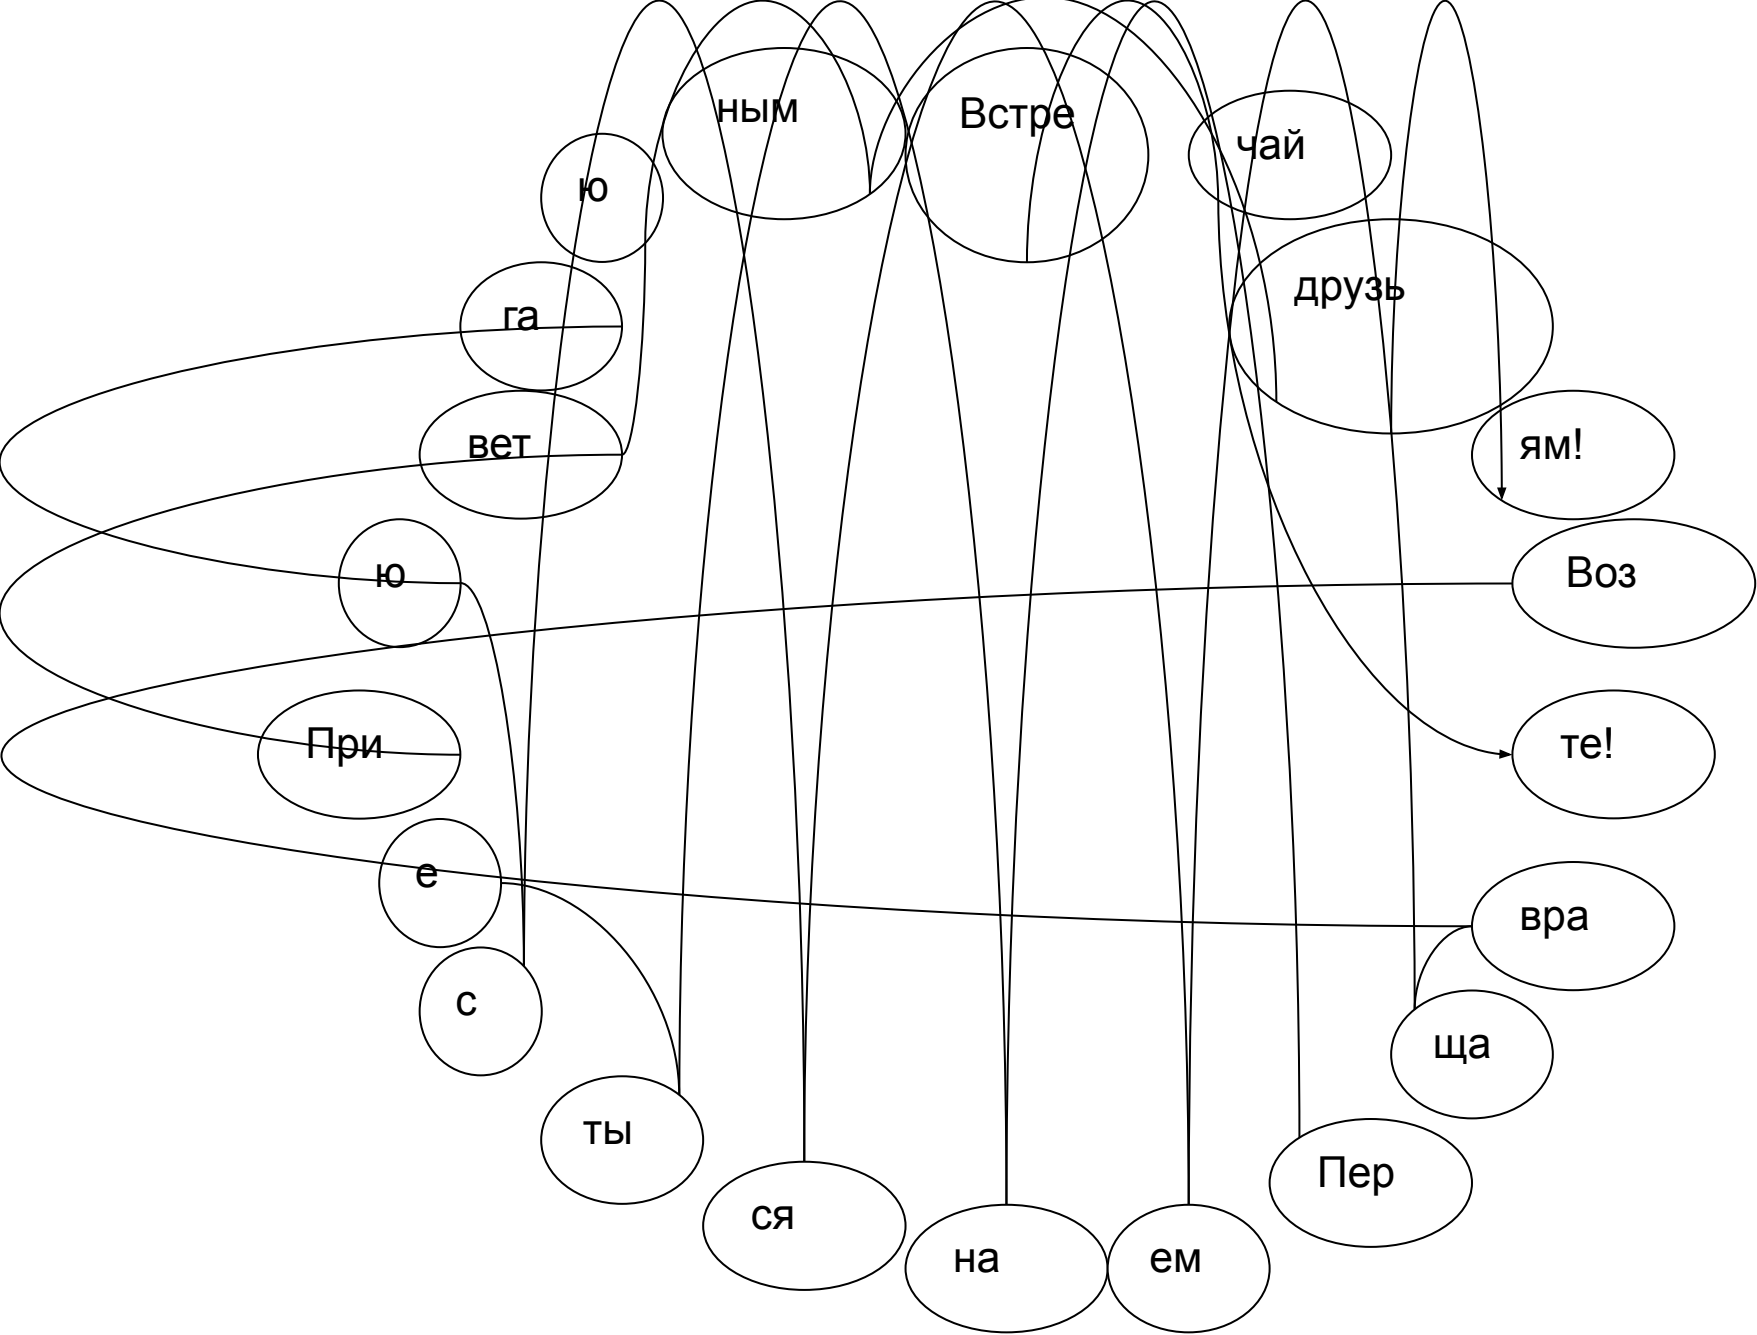 ным
Встре
чай
ю
друзь
га
вет
ям!
ю
Воз
При
те!
е
вра
с
ща
ты
Пер
ся
на
ем